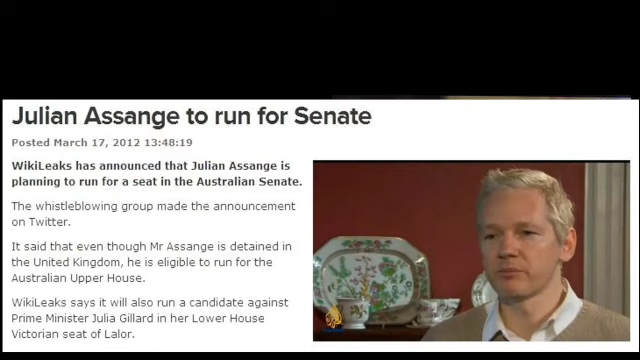 Julian Assange to run for Senate
Posted March 17, 2012 13:48:19
WikiLeaks has announced that Julian Assange is
planning to run for a seat in the Australian Senate.
The whistleblowing group made the announcement
on Twitter.
It said that even though Mr Assange is detained in
the United Kingdom, he is eligible to run for the
Australian Upper House.
WikiLeaks says it will also run a candidate against
Prime Minister Julia Gillard in her Lower House
Victorian seat of Lalor.